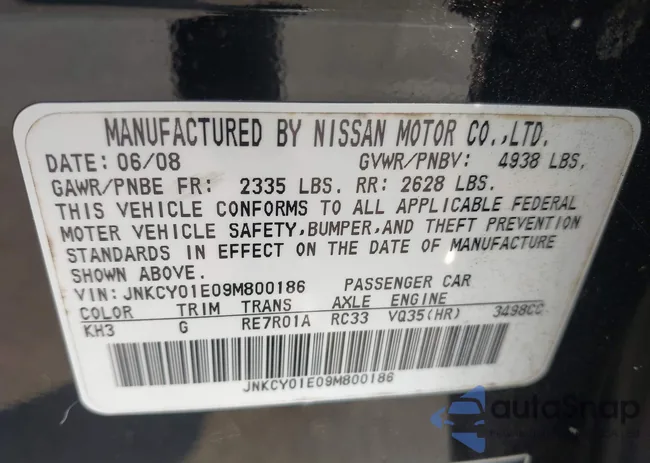 MANUFACTURED BY NISSAN MOTOR CO.,LTD.
DATE: 06/08 GVWR/PNBV: 4938 LBS.
GAWR/PNBE FR: 2335 LBS. RR: 2628 LBS.
THIS VEHICLE CONFORMS TO ALL APPLICABLE FEDERAL
MOTOR VEHICLE SAFETY,BUMPER,AND THEFT PREVENTION
STANDARDS IN EFFECT ON THE DATE OF MANUFACTURE
SHOWN ABOVE.
VIN: JNKCY01E09M800186 PASSENGER CAR
COLOR TRIM TRANS AXLE ENGINE
KH3 G RE7R01A RC33 VQ35(HR) 3498CC
JNKCY01E09M800186
autoSnap